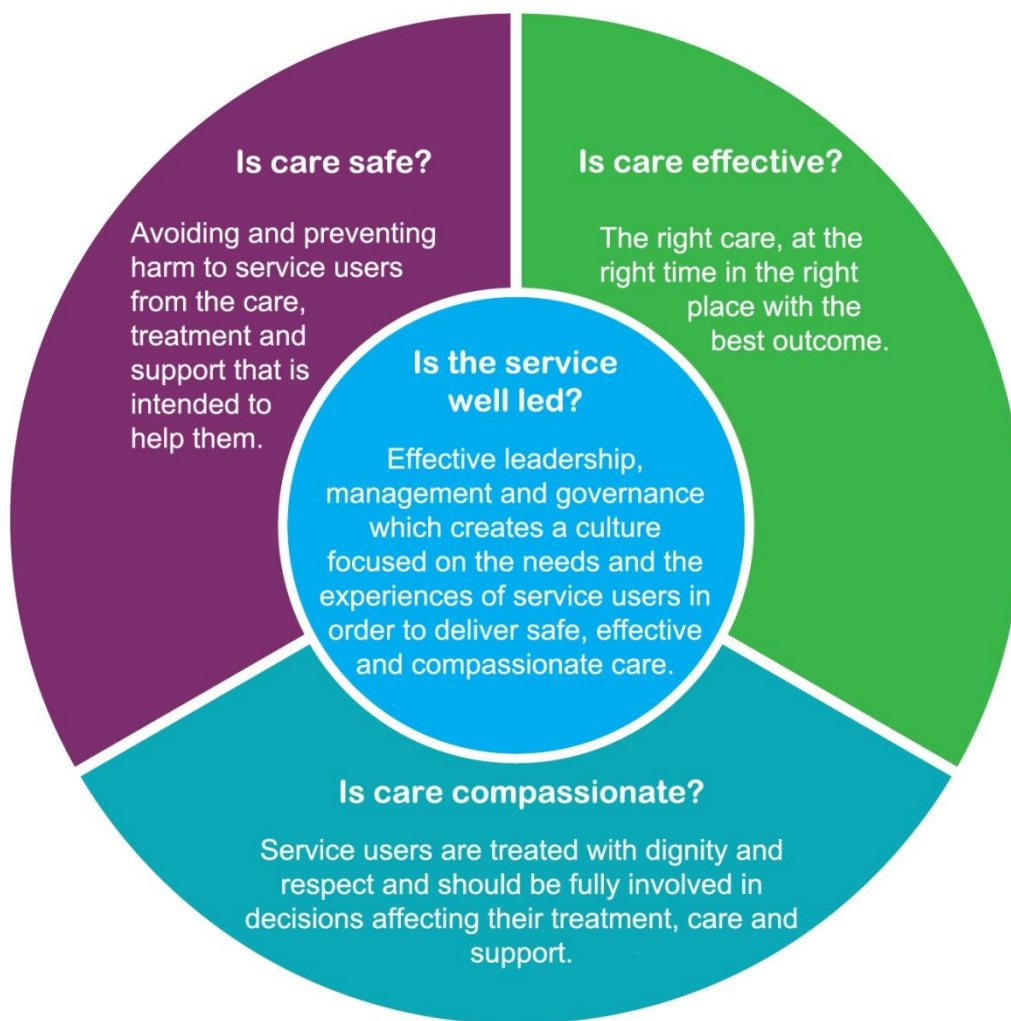 Is care safe?
Avoiding and preventing
harm to service users
from the care,
treatment and
support that is
intended to
help them.
Is care effective?
The right care, at the
right time in the right
place with the
best outcome.
Is the service
well led?
Effective leadership,
management and governance
which creates a culture
focused on the needs and the
experiences of service users in
order to deliver safe, effective
and compassionate care.
Is care compassionate?
Service users are treated with dignity and
respect and should be fully involved in
decisions affecting their treatment, care and
support.